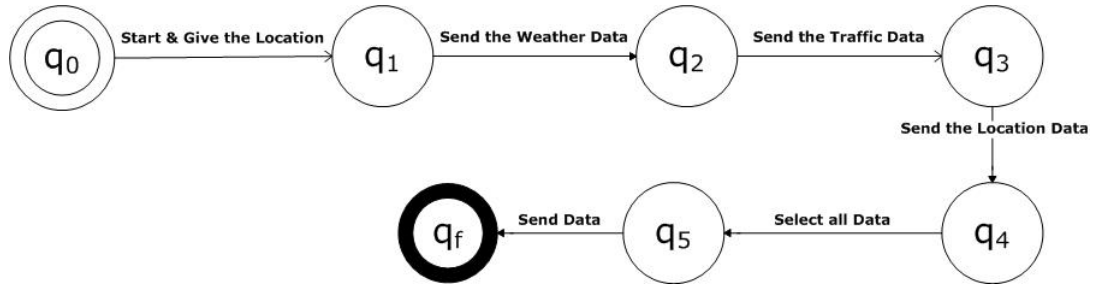 q0
Start & Give the Location
q1
Send the Weather Data
q2
Send the Traffic Data
q3
Send the Location Data
q4
Select all Data
q5
Send Data
qf